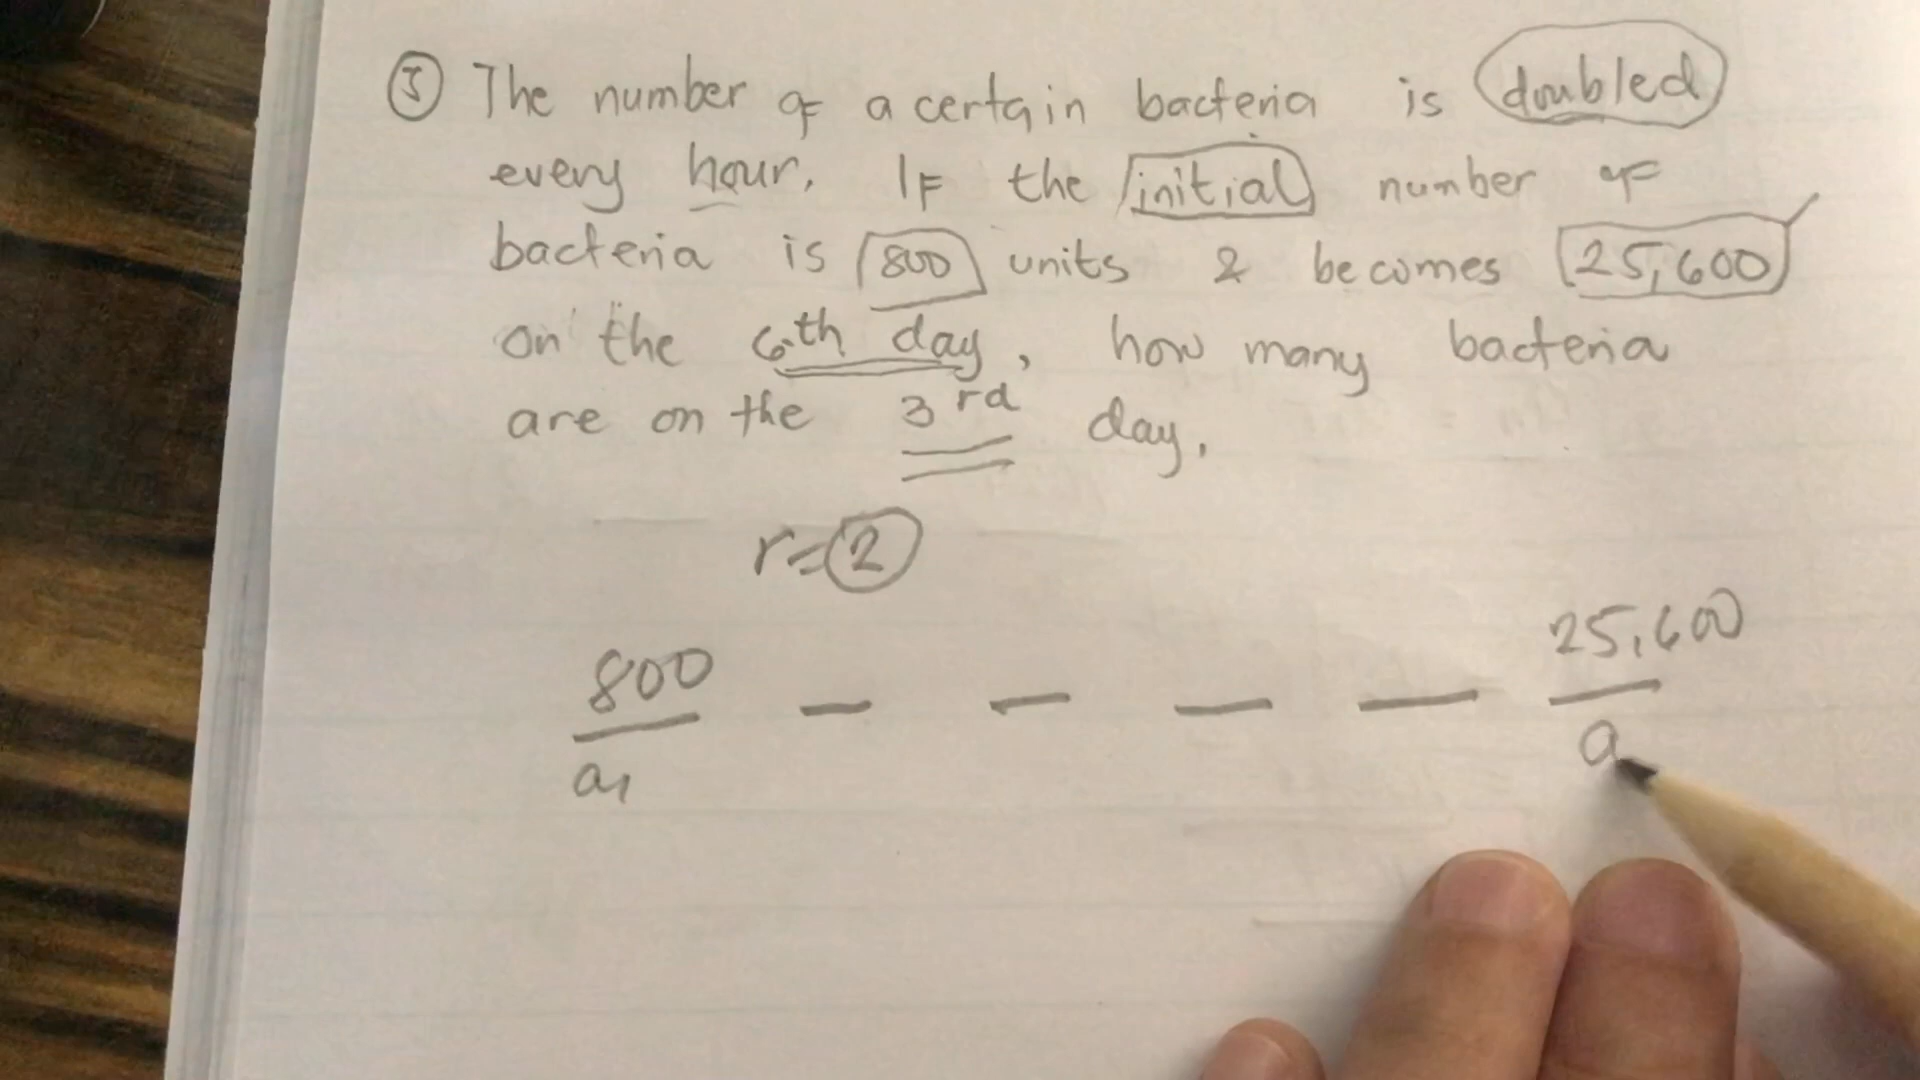 5 The number of a certain bacteria is doubled
every hour. IF the initial number of
bacteria is 800 units & becomes 25,600
on the 6th day, how many bacteria
are on the 3rd day.
r=2
800 — — — — 25,600
a1 a